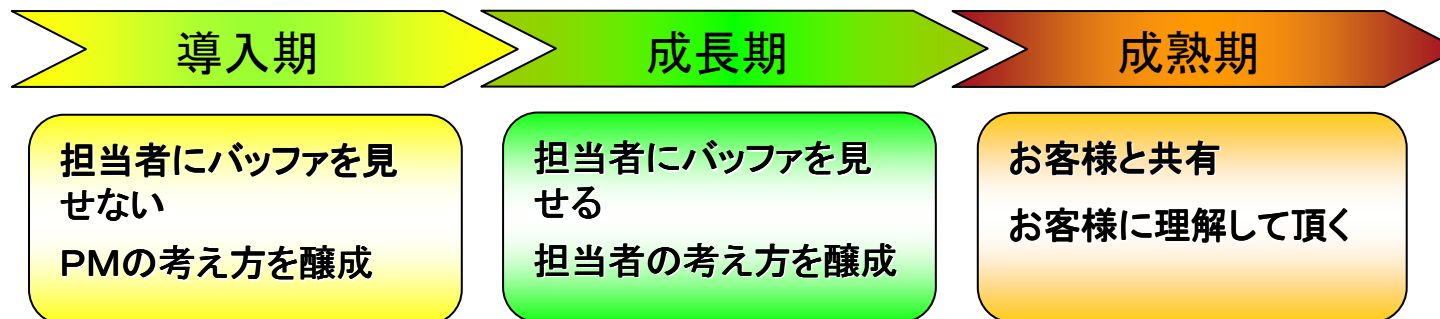 導入期
成長期
成熟期
担当者にバッファを見
せない
PMの考え方を醸成
担当者にバッファを見
せる
担当者の考え方を醸成
お客様と共有
お客様に理解して頂く